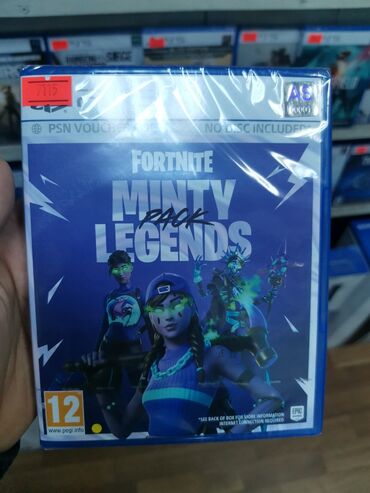 PSN VOUCHER
NO DISC INCLUDED
FORTNITE
MINTY
PACK
LEGENDS
12
www.pegi.info
*SEE BACK OF BOX FOR MORE INFORMATION
INTERNET CONNECTION REQUIRED
EPIC